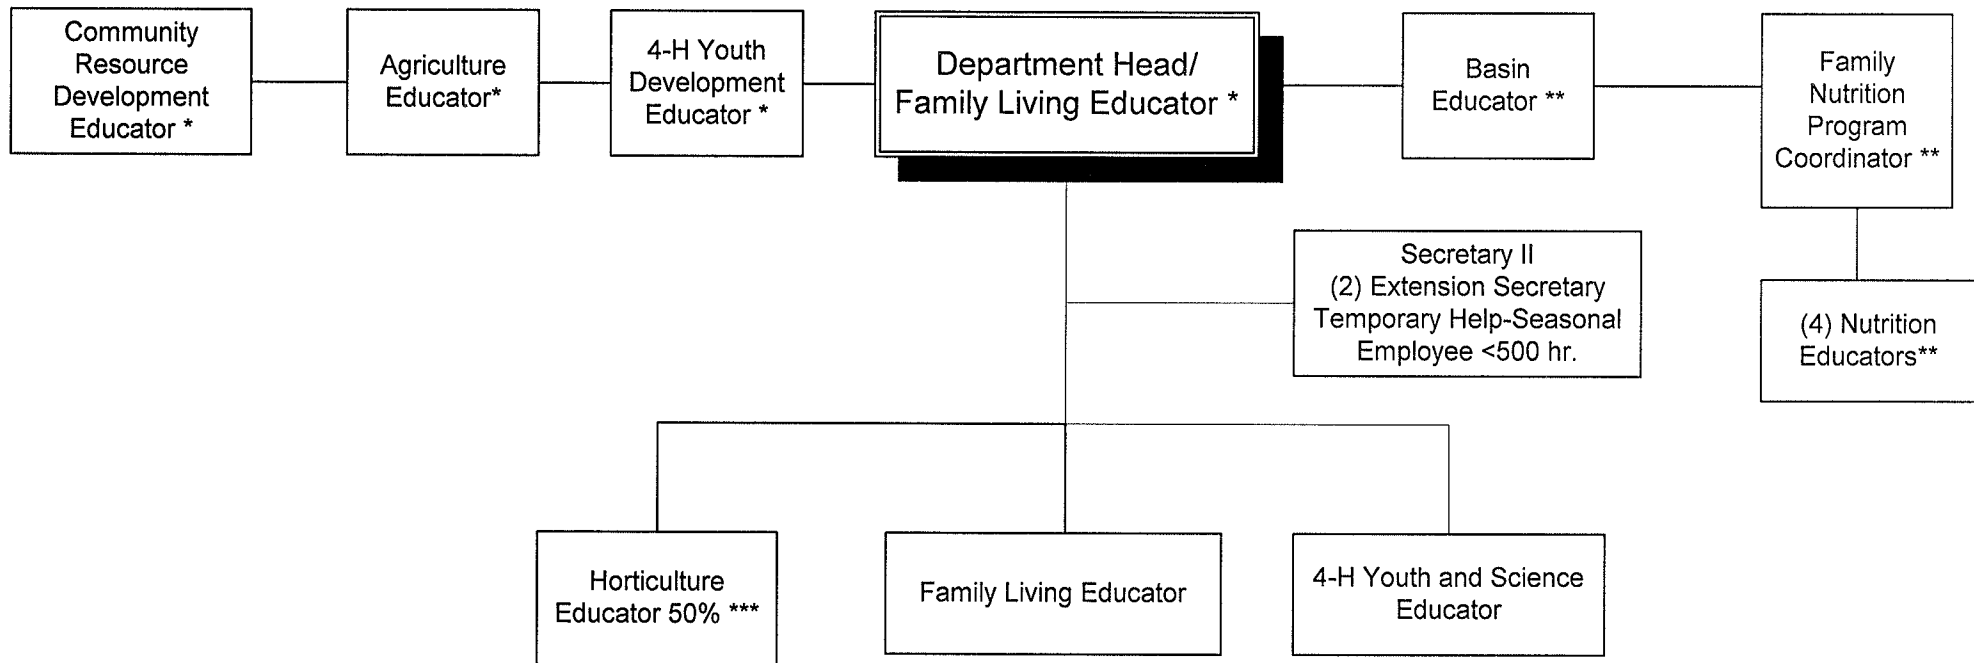 Community
Resource
Development
Educator *
Agriculture
Educator*
4-H Youth
Development
Educator *
Department Head/
Family Living Educator *
Basin
Educator **
Family
Nutrition
Program
Coordinator **
Secretary II
(2) Extension Secretary
Temporary Help-Seasonal
Employee <500 hr.
(4) Nutrition
Educators**
Horticulture
Educator 50% ***
Family Living Educator
4-H Youth and Science
Educator